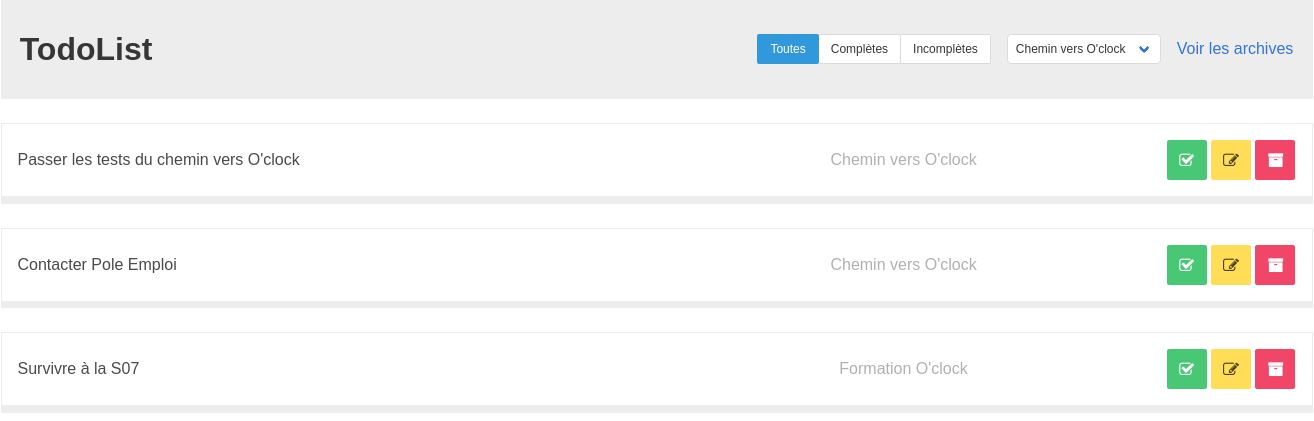 TodoList
Toutes Complètes Incomplètes Chemin vers O'clock Voir les archives
Passer les tests du chemin vers O'clock Chemin vers O'clock
Contacter Pole Emploi Chemin vers O'clock
Survivre à la S07 Formation O'clock